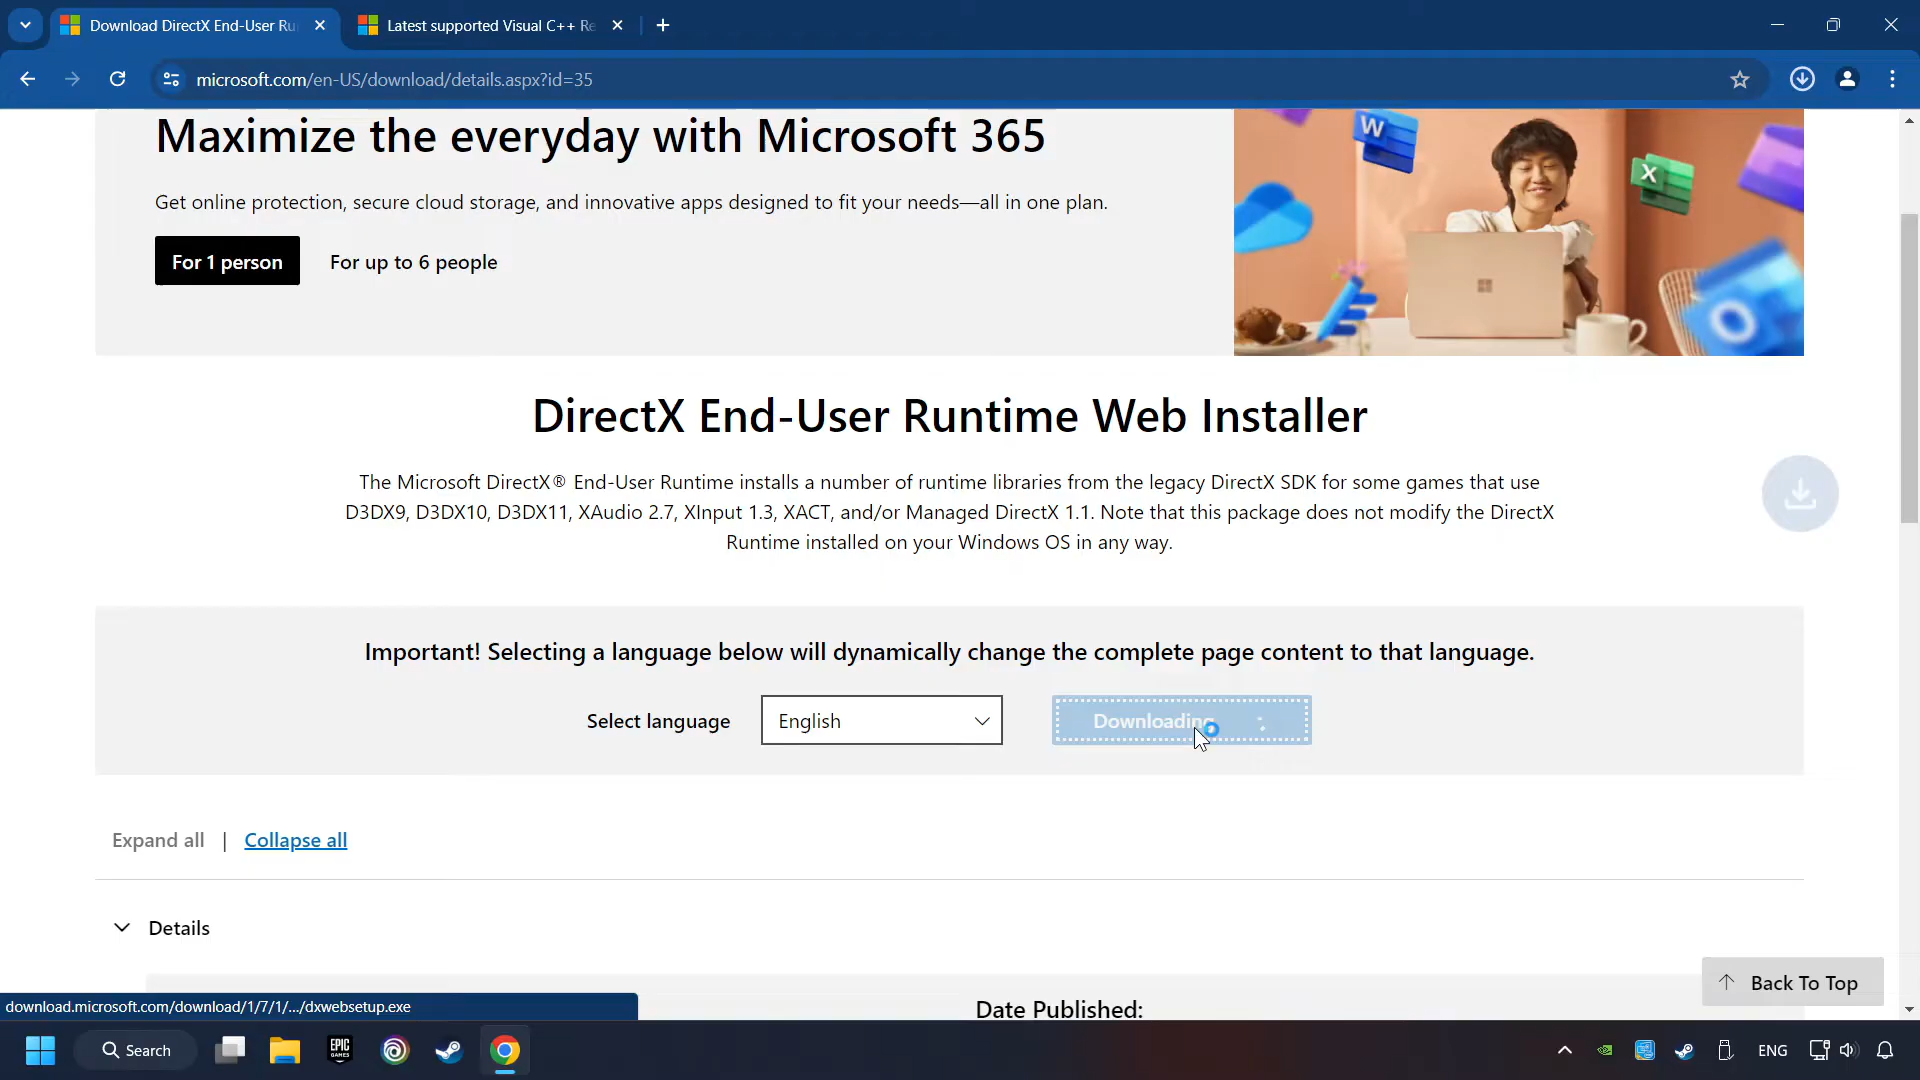 Download DirectX End-User Ru
Latest supported Visual C++ Re
microsoft.com/en-US/download/details.aspx?id=35
Maximize the everyday with Microsoft 365
Get online protection, secure cloud storage, and innovative apps designed to fit your needs—all in one plan.
For 1 person
For up to 6 people
W
X
DirectX End-User Runtime Web Installer
The Microsoft DirectX® End-User Runtime installs a number of runtime libraries from the legacy DirectX SDK for some games that use
D3DX9, D3DX10, D3DX11, XAudio 2.7, XInput 1.3, XACT, and/or Managed DirectX 1.1. Note that this package does not modify the DirectX
Runtime installed on your Windows OS in any way.
Important! Selecting a language below will dynamically change the complete page content to that language.
Select language
English
Downloading
Expand all | Collapse all
Details
Back To Top
download.microsoft.com/download/1/7/1/.../dxwebsetup.exe
Date Published:
Search
EPIC
GAMES
ENG